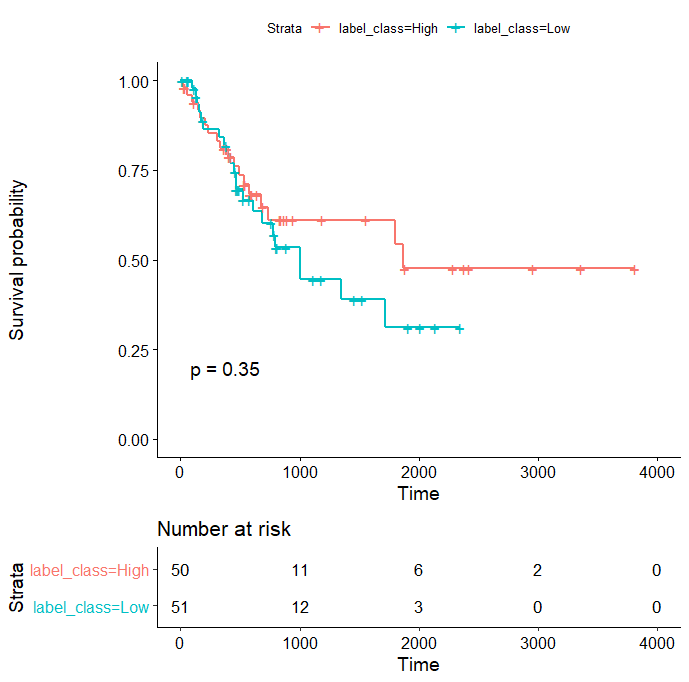 Strata label_class=High label_class=Low
Survival probability
1.00
0.75
0.50
0.25
0.00
p = 0.35
0 1000 2000 3000 4000
Time
Number at risk
Strata
label_class=High 50 11 6 2 0
label_class=Low 51 12 3 0 0
0 1000 2000 3000 4000
Time